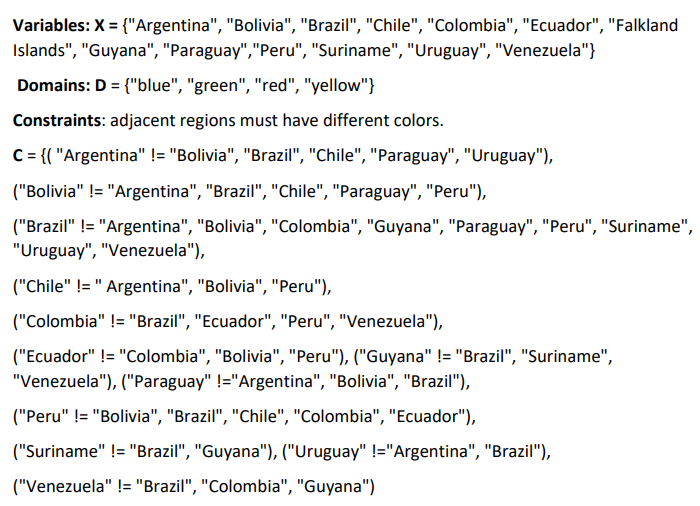 Variables: X = {"Argentina", "Bolivia", "Brazil", "Chile", "Colombia", "Ecuador", "Falkland
Islands", "Guyana", "Paraguay","Peru", "Suriname", "Uruguay", "Venezuela"}
Domains: D = {"blue", "green", "red", "yellow"}
Constraints: adjacent regions must have different colors.
C = {( "Argentina" != "Bolivia", "Brazil", "Chile", "Paraguay", "Uruguay"),
("Bolivia" != "Argentina", "Brazil", "Chile", "Paraguay", "Peru"),
("Brazil" != "Argentina", "Bolivia", "Colombia", "Guyana", "Paraguay", "Peru", "Suriname",
"Uruguay", "Venezuela"),
("Chile" != " Argentina", "Bolivia", "Peru"),
("Colombia" != "Brazil", "Ecuador", "Peru", "Venezuela"),
("Ecuador" != "Colombia", "Bolivia", "Peru"), ("Guyana" != "Brazil", "Suriname",
"Venezuela"), ("Paraguay" !="Argentina", "Bolivia", "Brazil"),
("Peru" != "Bolivia", "Brazil", "Chile", "Colombia", "Ecuador"),
("Suriname" != "Brazil", "Guyana"), ("Uruguay" !="Argentina", "Brazil"),
("Venezuela" != "Brazil", "Colombia", "Guyana")